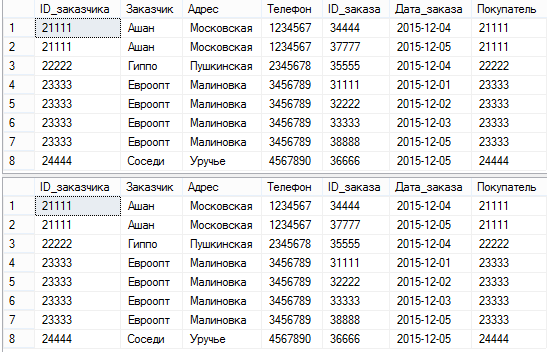 ID_заказчика Заказчик Адрес Телефон ID_заказа Дата_заказа Покупатель
1 21111 Ашан Московская 1234567 34444 2015-12-04 21111
2 21111 Ашан Московская 1234567 37777 2015-12-05 21111
3 22222 Гиппо Пушкинская 2345678 35555 2015-12-04 22222
4 23333 Евроопт Малиновка 3456789 31111 2015-12-01 23333
5 23333 Евроопт Малиновка 3456789 32222 2015-12-02 23333
6 23333 Евроопт Малиновка 3456789 33333 2015-12-03 23333
7 23333 Евроопт Малиновка 3456789 38888 2015-12-05 23333
8 24444 Соседи Уручье 4567890 36666 2015-12-05 24444
ID_заказчика Заказчик Адрес Телефон ID_заказа Дата_заказа Покупатель
1 21111 Ашан Московская 1234567 34444 2015-12-04 21111
2 21111 Ашан Московская 1234567 37777 2015-12-05 21111
3 22222 Гиппо Пушкинская 2345678 35555 2015-12-04 22222
4 23333 Евроопт Малиновка 3456789 31111 2015-12-01 23333
5 23333 Евроопт Малиновка 3456789 32222 2015-12-02 23333
6 23333 Евроопт Малиновка 3456789 33333 2015-12-03 23333
7 23333 Евроопт Малиновка 3456789 38888 2015-12-05 23333
8 24444 Соседи Уручье 4567890 36666 2015-12-05 24444